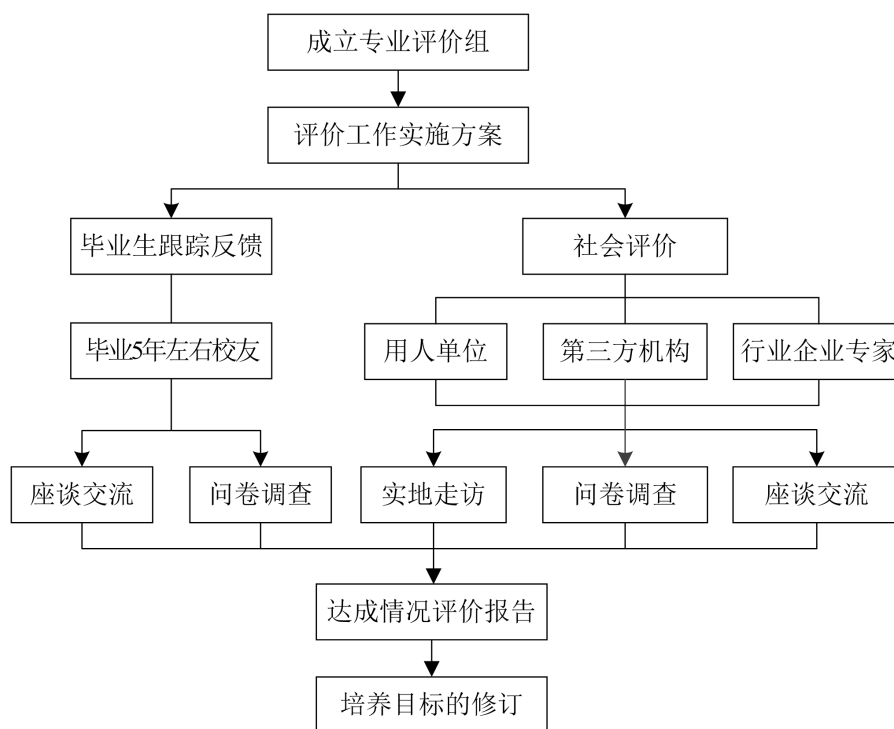 成立专业评价组
评价工作实施方案
毕业生跟踪反馈
社会评价
毕业5年左右校友
用人单位
第三方机构
行业企业专家
座谈交流
问卷调查
实地走访
问卷调查
座谈交流
达成情况评价报告
培养目标的修订